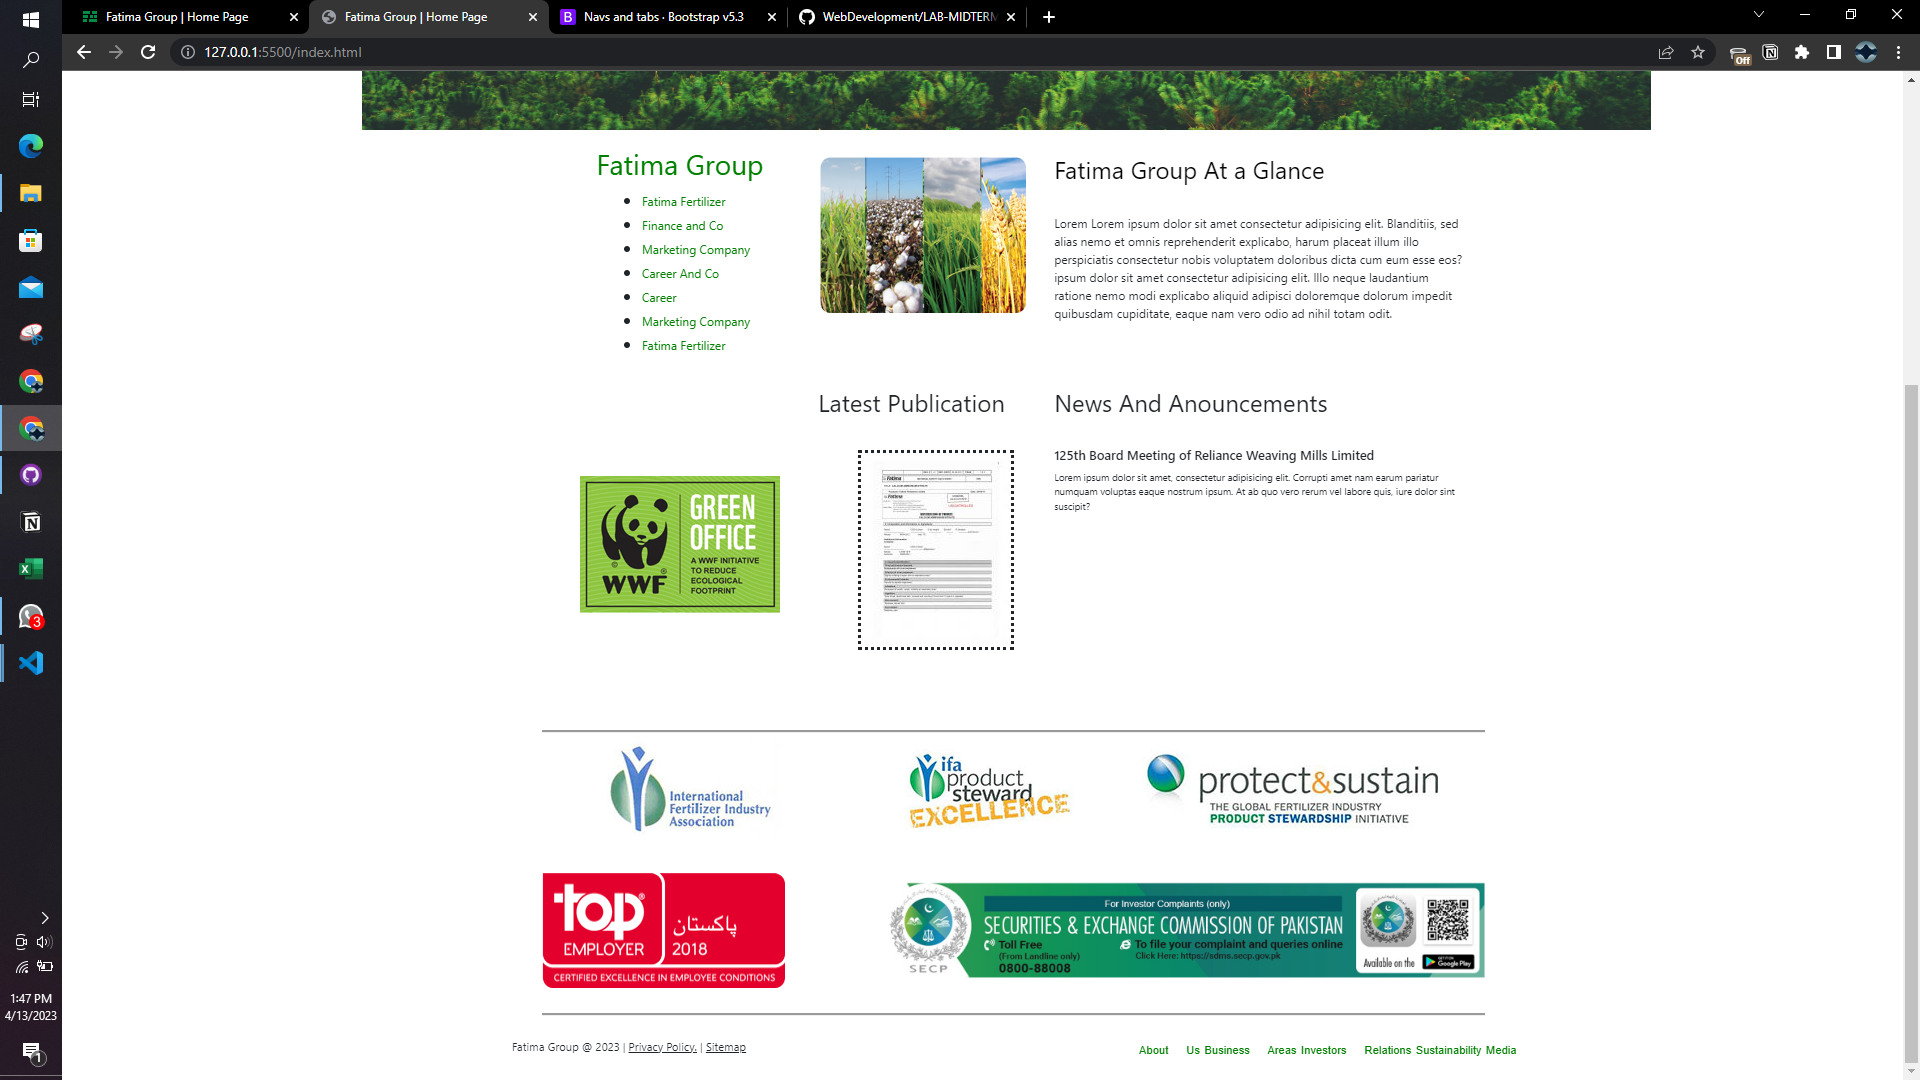 Fatima Group | Home Page
Fatima Group | Home Page
Navs and tabs · Bootstrap v5.3
WebDevelopment/LAB-MIDTERM
127.0.0.1:5500/index.html
Off
Fatima Group
Fatima Fertilizer
Finance and Co
Marketing Company
Career And Co
Career
Marketing Company
Fatima Fertilizer
Fatima Group At a Glance
Lorem Lorem ipsum dolor sit amet consectetur adipisicing elit. Blanditiis, sed
alias nemo et omnis reprehenderit explicabo, harum placeat illum illo
perspiciatis consectetur nobis voluptatem doloribus dicta cum eum esse eos?
ipsum dolor sit amet consectetur adipisicing elit. Illo neque laudantium
ratione nemo modi explicabo aliquid adipisci doloremque dolorum impedit
quibusdam cupiditate, eaque nam vero odio ad nihil totam odit.
Latest Publication
News And Anouncements
125th Board Meeting of Reliance Weaving Mills Limited
Lorem ipsum dolor sit amet, consectetur adipisicing elit. Corrupti amet nam earum pariatur
numquam voluptas eaque nostrum ipsum. At ab quo vero rerum vel labore quis, iure dolor sint
suscipit?
GREEN
OFFICE
A WWF INITIATIVE
TO REDUCE
ECOLOGICAL
FOOTPRINT
© WWF®
Fatima
Fatima
International
Fertilizer Industry
Association
ifa
product
steward
EXCELLENCE
protect&sustain
THE GLOBAL FERTILIZER INDUSTRY
PRODUCT STEWARDSHIP INITIATIVE
top
EMPLOYER
پاکستان
2018
CERTIFIED EXCELLENCE IN EMPLOYEE CONDITIONS
SECP
For Investor Complaints (only)
SECURITIES & EXCHANGE COMMISSION OF PAKISTAN
Toll Free
(From Landline only)
0800-88008
To file your complaint and queries online
Click Here: https://sdms.secp.gov.pk
Available on the
Google Play
Fatima Group @ 2023 | Privacy Policy. | Sitemap
About Us Business Areas Investors Relations Sustainability Media
3
1:47 PM
4/13/2023
1